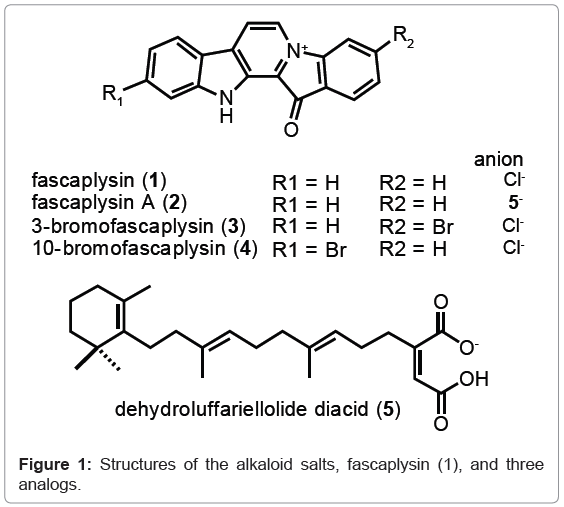 R2
N+
R1
N
H
O
anion
fascaplysin (1) R1 = H R2 = H Cl-
fascaplysin A (2) R1 = H R2 = H 5-
3-bromofascaplysin (3) R1 = H R2 = Br Cl-
10-bromofascaplysin (4) R1 = Br R2 = H Cl-
O
O-
OH
O
dehydroluffariellolide diacid (5)
Figure 1: Structures of the alkaloid salts, fascaplysin (1), and three
analogs.